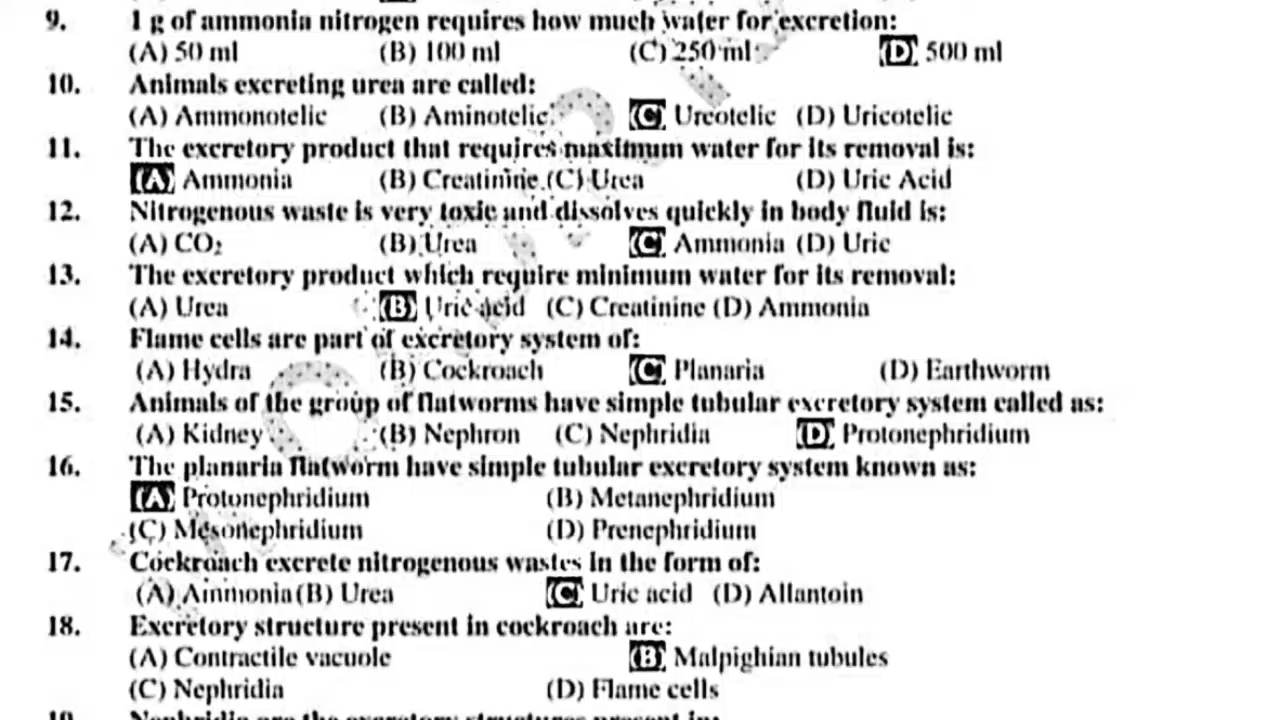 9. 1 g of ammonia nitrogen requires how much water for excretion:
(A) 50 ml (B) 100 ml (C) 250 ml (D) 500 ml
10. Animals excreting urea are called:
(A) Ammonotelic (B) Aminotelic (C) Ureotelic (D) Uricotelic
11. The excretory product that requires maximum water for its removal is:
(A) Ammonia (B) Creatinine (C) Urea (D) Uric Acid
12. Nitrogenous waste is very toxic and dissolves quickly in body fluid is:
(A) CO₂ (B) Urea (C) Ammonia (D) Uric
13. The excretory product which require minimum water for its removal:
(A) Urea (B) Uric acid (C) Creatinine (D) Ammonia
14. Flame cells are part of excretory system of:
(A) Hydra (B) Cockroach (C) Planaria (D) Earthworm
15. Animals of the group of flatworms have simple tubular excretory system called as:
(A) Kidney (B) Nephron (C) Nephridia (D) Protonephridium
16. The planaria flatworm have simple tubular excretory system known as:
(A) Protonephridium (B) Metanephridium
(C) Mesonephridium (D) Prenephridium
17. Cockroach excrete nitrogenous wastes in the form of:
(A) Ammonia (B) Urea (C) Uric acid (D) Allantoin
18. Excretory structure present in cockroach are:
(A) Contractile vacuole (B) Malpighian tubules
(C) Nephridia (D) Flame cells
19. Nephridia are the excretory structures present in: